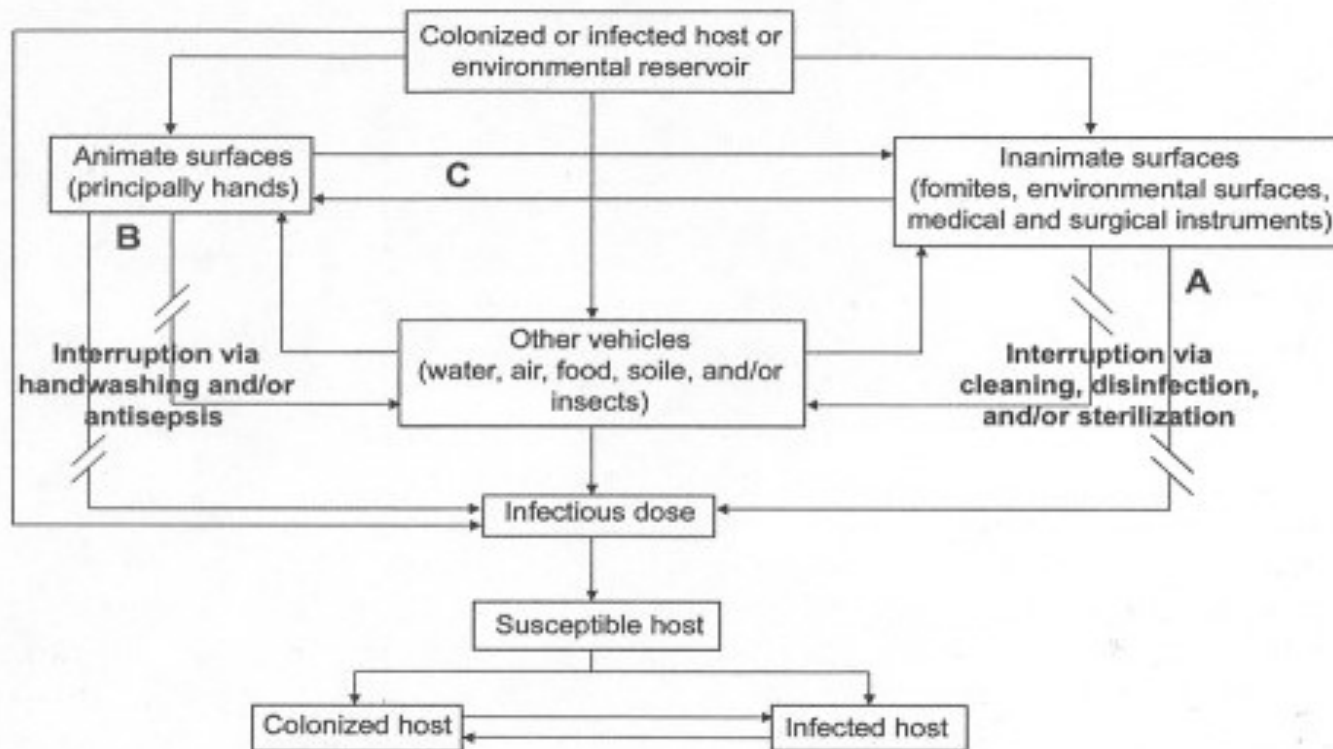 Colonized or infected host or
environmental reservoir
Animate surfaces
(principally hands)
C
Inanimate surfaces
(fomites, environmental surfaces,
medical and surgical instruments)
B
A
Interruption via
handwashing and/or
antisepsis
Other vehicles
(water, air, food, soile, and/or
insects)
Interruption via
cleaning, disinfection,
and/or sterilization
Infectious dose
Susceptible host
Colonized host
Infected host